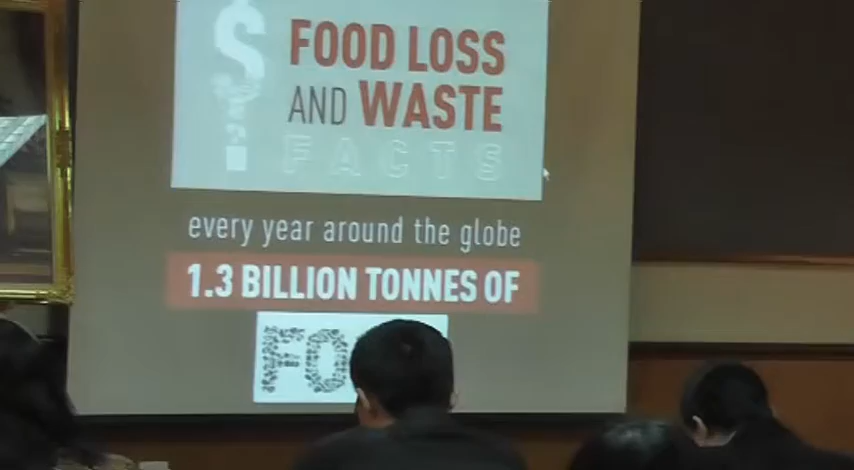 FOOD LOSS
AND WASTE
FACTS
every year around the globe
1.3 BILLION TONNES OF